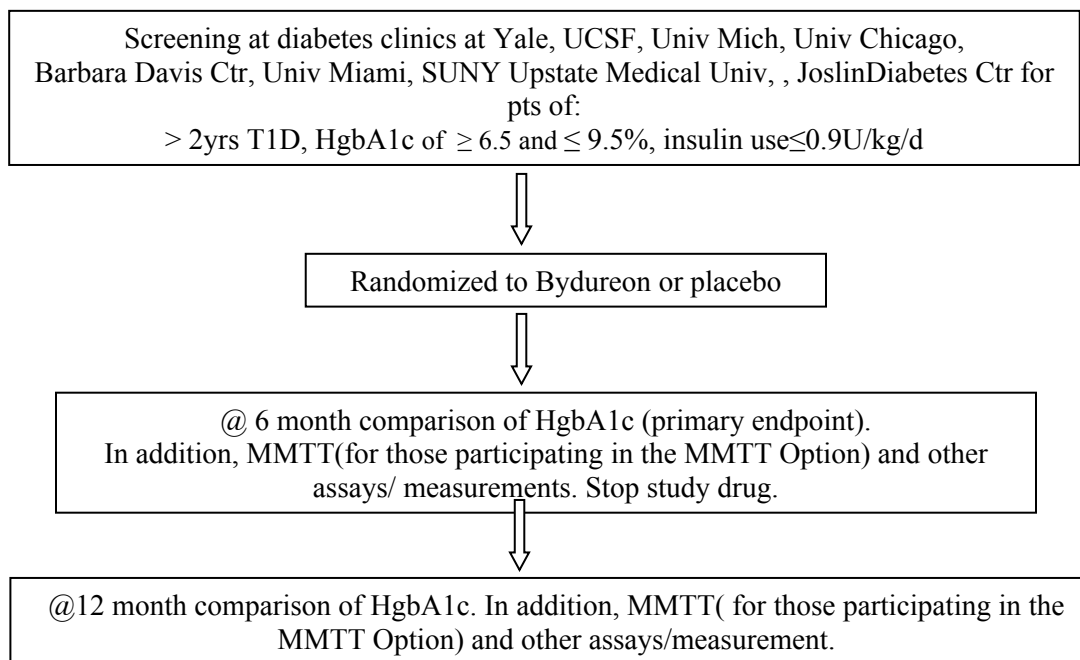 Screening at diabetes clinics at Yale, UCSF, Univ Mich, Univ Chicago,
Barbara Davis Ctr, Univ Miami, SUNY Upstate Medical Univ, , JoslinDiabetes Ctr for
pts of:
> 2yrs T1D, HgbA1c of ≥ 6.5 and ≤ 9.5%, insulin use≤0.9U/kg/d
Randomized to Bydureon or placebo
@ 6 month comparison of HgbA1c (primary endpoint).
In addition, MMTT(for those participating in the MMTT Option) and other
assays/ measurements. Stop study drug.
@12 month comparison of HgbA1c. In addition, MMTT( for those participating in the
MMTT Option) and other assays/measurement.